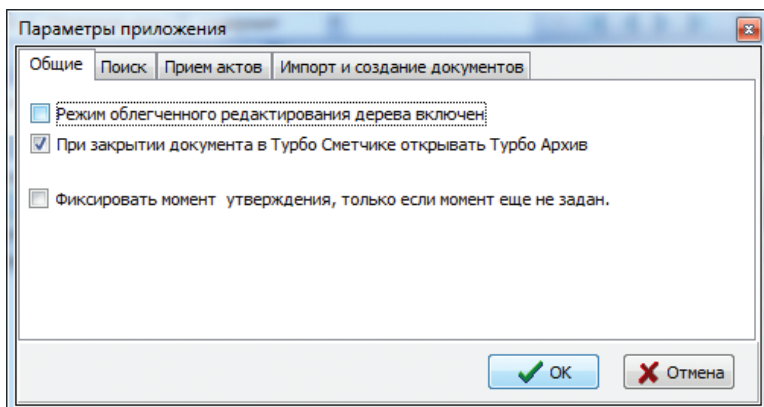 Параметры приложения
Общие Поиск Прием актов Импорт и создание документов
Режим облегченного редактирования дерева включен
При закрытии документа в Турбо Сметчике открывать Турбо Архив
Фиксировать момент утверждения, только если момент еще не задан.
OK Отмена